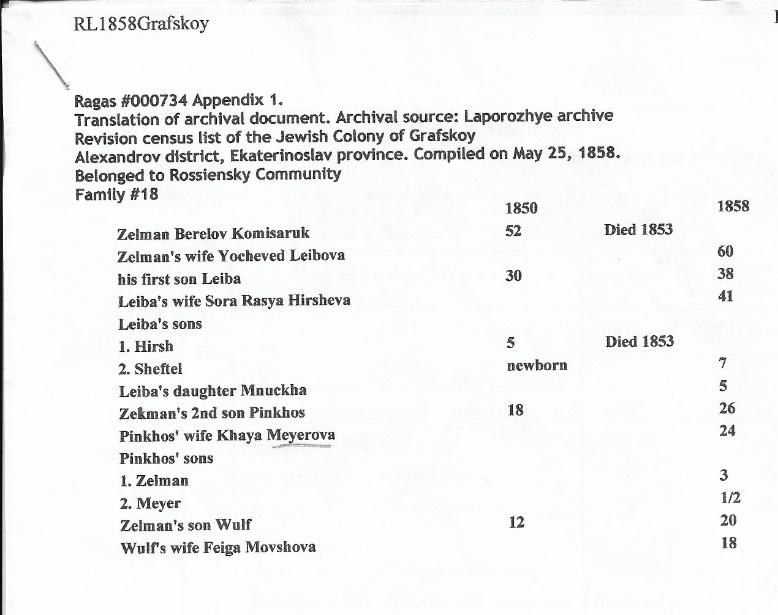 RL1858Grafskoy
Ragas #000734 Appendix 1.
Translation of archival document. Archival source: Laporozhye archive
Revision census list of the Jewish Colony of Grafskoy
Alexandrov district, Ekaterinoslav province. Compiled on May 25, 1858.
Belonged to Rossiensky Community
Family #18
1850 1858
Zelman Berelov Komisaruk 52 Died 1853
Zelman's wife Yocheved Leibova 60
his first son Leiba 30 38
Leiba's wife Sora Rasya Hirsheva 41
Leiba's sons
1. Hirsh 5 Died 1853
2. Sheftel newborn 7
Leiba's daughter Mnuckha 5
Zekman's 2nd son Pinkhos 18 26
Pinkhos' wife Khaya Meyerova 24
Pinkhos' sons
1. Zelman 3
2. Meyer 1/2
Zelman's son Wulf 12 20
Wulf's wife Feiga Movshova 18